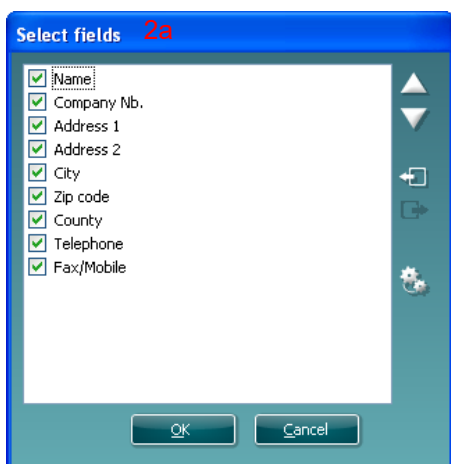 Select fields 2a
Name
Company Nb.
Address 1
Address 2
City
Zip code
County
Telephone
Fax/Mobile
OK Cancel